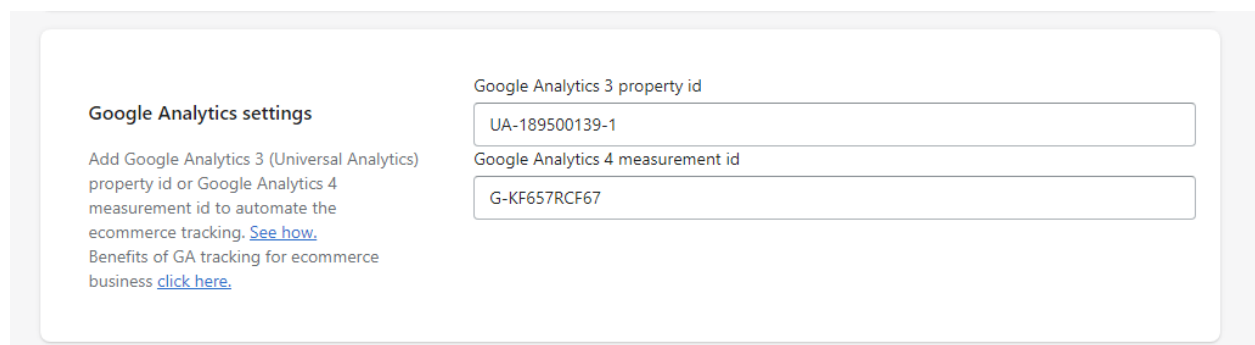 Google Analytics settings
Add Google Analytics 3 (Universal Analytics)
property id or Google Analytics 4
measurement id to automate the
ecommerce tracking. See how.
Benefits of GA tracking for ecommerce
business click here.
Google Analytics 3 property id
UA-189500139-1
Google Analytics 4 measurement id
G-KF657RCF67